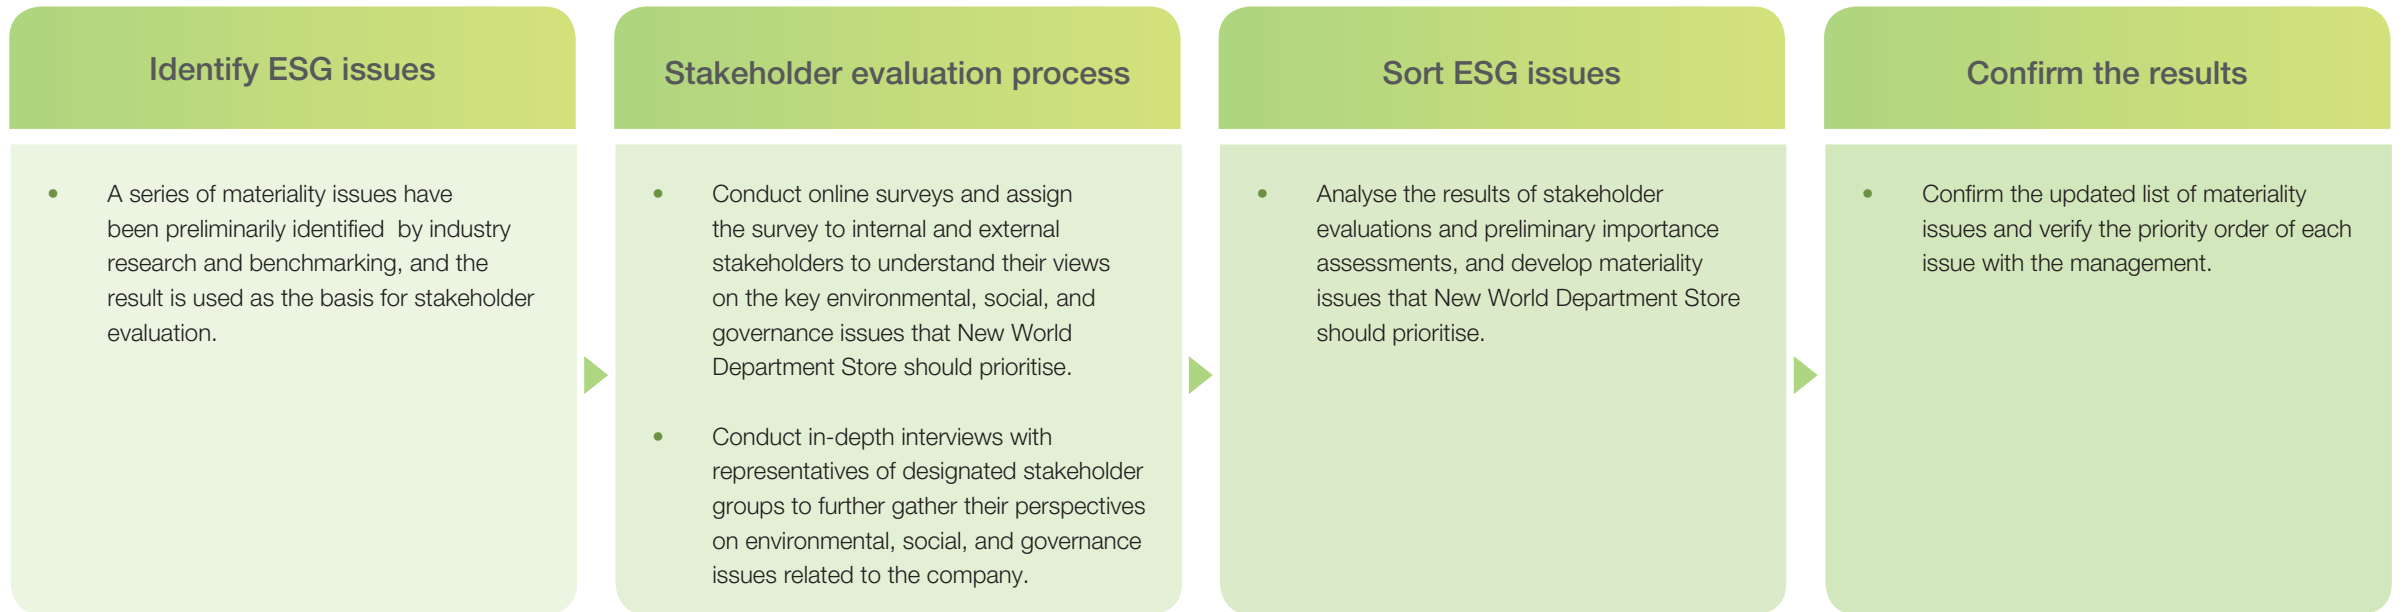 Identify ESG issues
• A series of materiality issues have
been preliminarily identified  by industry
research and benchmarking, and the
result is used as the basis for stakeholder
evaluation.
Stakeholder evaluation process
• Conduct online surveys and assign
the survey to internal and external
stakeholders to understand their views
on the key environmental, social, and
governance issues that New World
Department Store should prioritise.
• Conduct in-depth interviews with
representatives of designated stakeholder
groups to further gather their perspectives
on environmental, social, and governance
issues related to the company.
Sort ESG issues
• Analyse the results of stakeholder
evaluations and preliminary importance
assessments, and develop materiality
issues that New World Department Store
should prioritise.
Confirm the results
• Confirm the updated list of materiality
issues and verify the priority order of each
issue with the management.